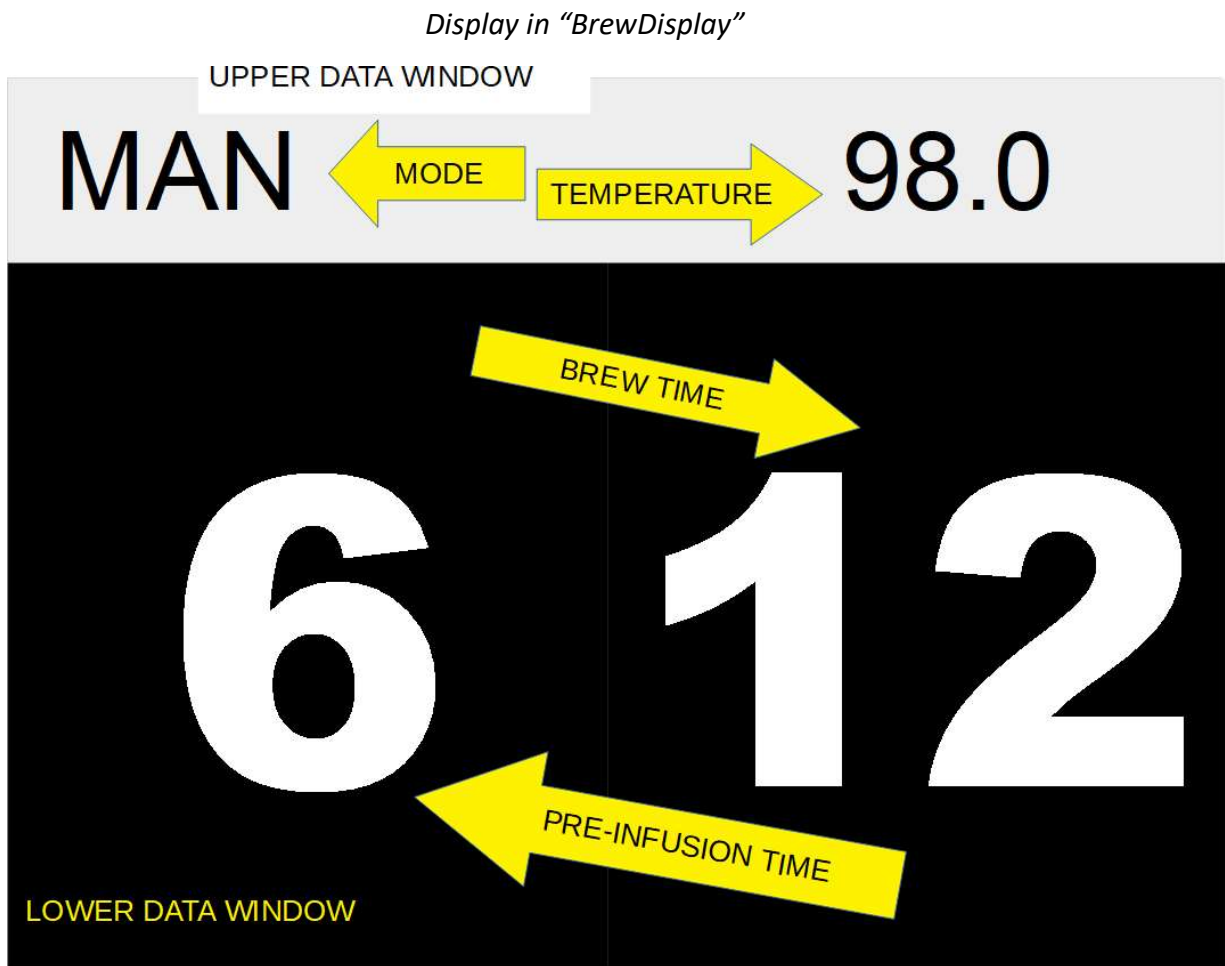 Display in “BrewDisplay”
UPPER DATA WINDOW
MAN MODE TEMPERATURE 98.0
BREW TIME
6 12
PRE-INFUSION TIME
LOWER DATA WINDOW